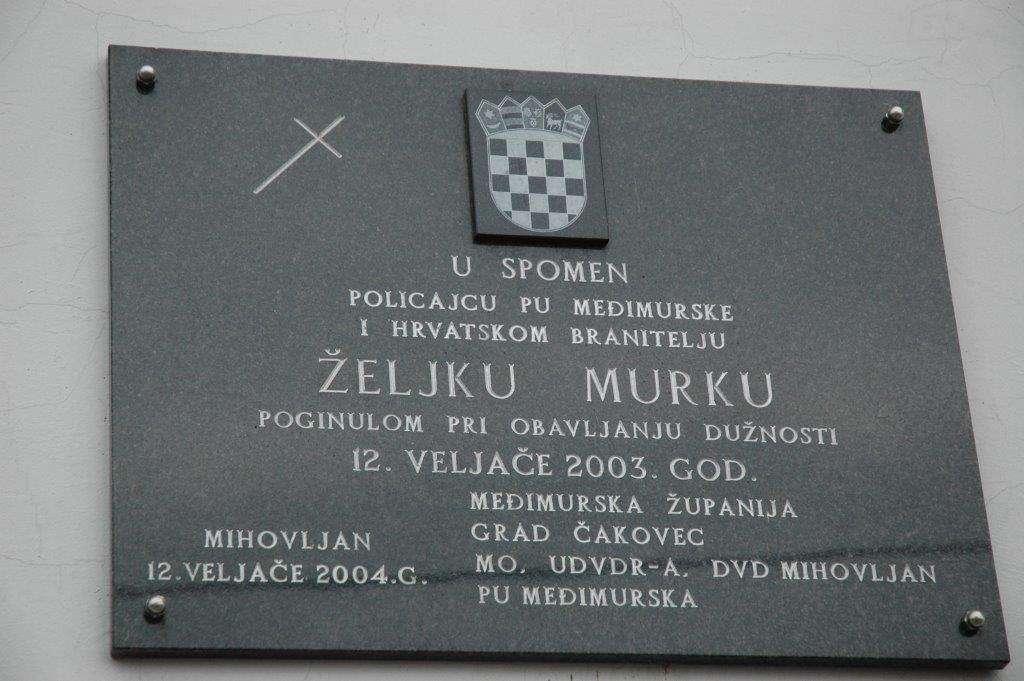 U SPOMEN
POLICAJCU PU MEĐIMURSKE
I HRVATSKOM BRANITELJU
ŽELJKU MURKU
POGINULOM PRI OBAVLJANJU DUŽNOSTI
12. VELJAČE 2003. GOD.
MEĐIMURSKA ŽUPANIJA
GRAD ČAKOVEC
MO. UDVDR-A. DVD MIHOVLJAN
PU MEĐIMURSKA
MIHOVLJAN
12.VELJAČE 2004.G.